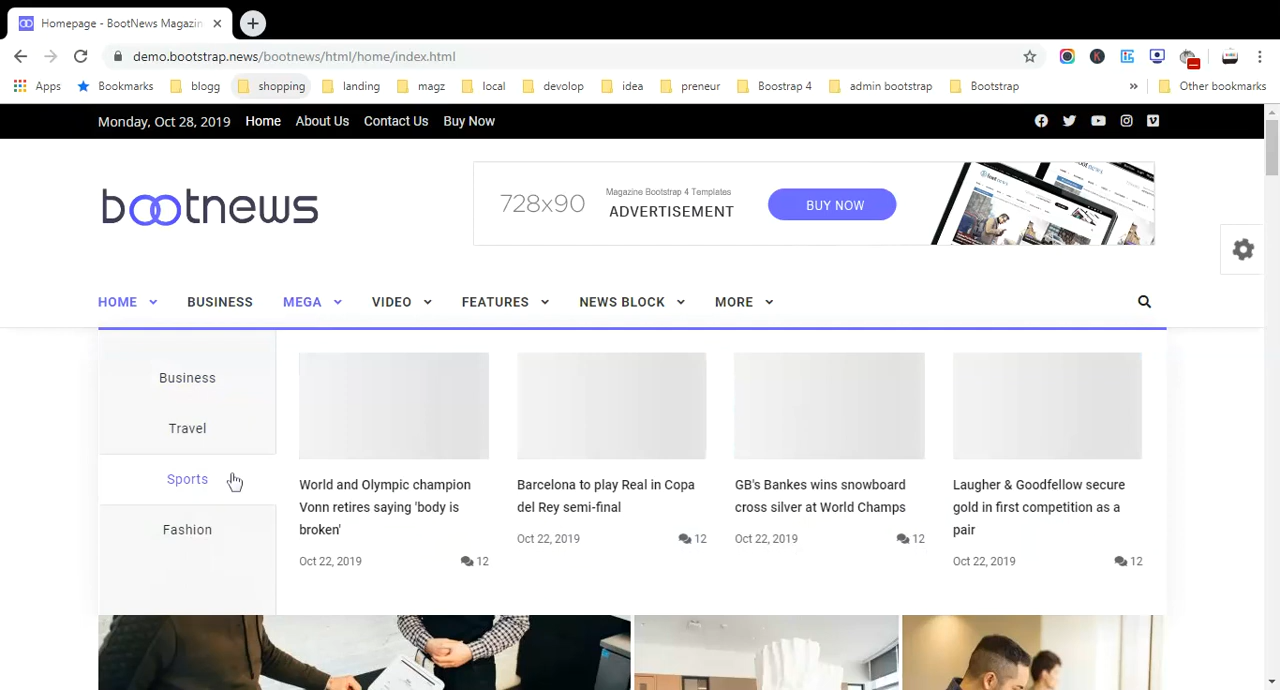 Homepage - BootNews Magazin
demo.bootstrap.news/bootnews/html/home/index.html
Apps Bookmarks blogg shopping landing magz local devolop idea preneur Boostrap 4 admin bootstrap Bootstrap » Other bookmarks
Monday, Oct 28, 2019 Home About Us Contact Us Buy Now
bootnews
728x90
Magazine Bootstrap 4 Templates
ADVERTISEMENT
BUY NOW
HOME BUSINESS MEGA VIDEO FEATURES NEWS BLOCK MORE
Business
Travel
Sports
Fashion
World and Olympic champion
Vonn retires saying 'body is
broken'
Oct 22, 2019 12
Barcelona to play Real in Copa
del Rey semi-final
Oct 22, 2019 12
GB's Bankes wins snowboard
cross silver at World Champs
Oct 22, 2019 12
Laugher & Goodfellow secure
gold in first competition as a
pair
Oct 22, 2019 12